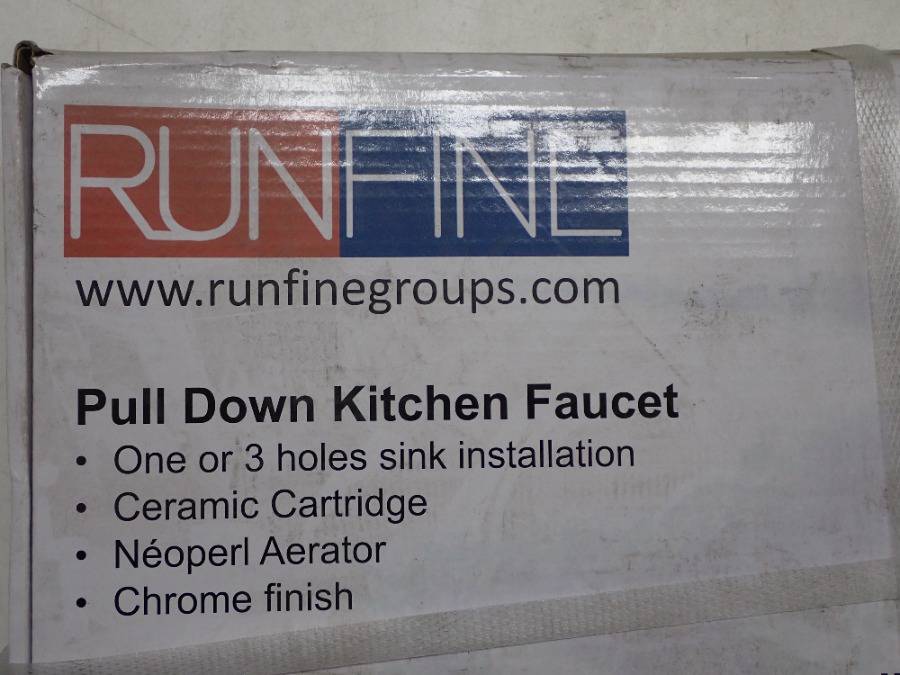 RUNFINE
www.runfinegroups.com
Pull Down Kitchen Faucet
• One or 3 holes sink installation
• Ceramic Cartridge
• Néoperl Aerator
• Chrome finish